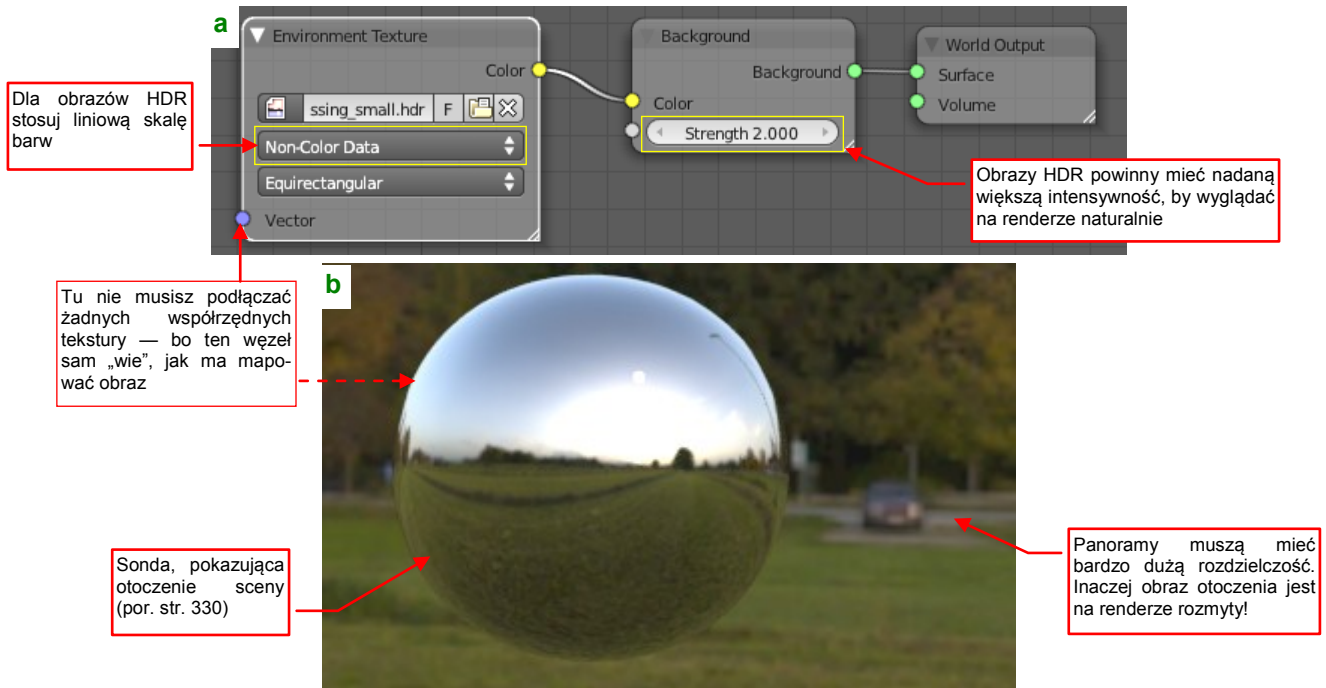 a
Environment Texture
Color
ssing_small.hdr F
Non-Color Data
Equirectangular
Vector
Background
Background
Color
Strength 2.000
World Output
Surface
Volume
Dla obrazów HDR
stosuj liniową skalę
barw
Obrazy HDR powinny mieć nadaną
większą intensywność, by wyglądać
na renderze naturalnie
Tu nie musisz podłączać
żadnych współrzędnych
tekstury — bo ten węzeł
sam „wie”, jak ma mapo-
wać obraz
b
Sonda, pokazująca
otoczenie sceny
(por. str. 330)
Panoramy muszą mieć
bardzo dużą rozdzielczość.
Inaczej obraz otoczenia jest
na renderze rozmyty!